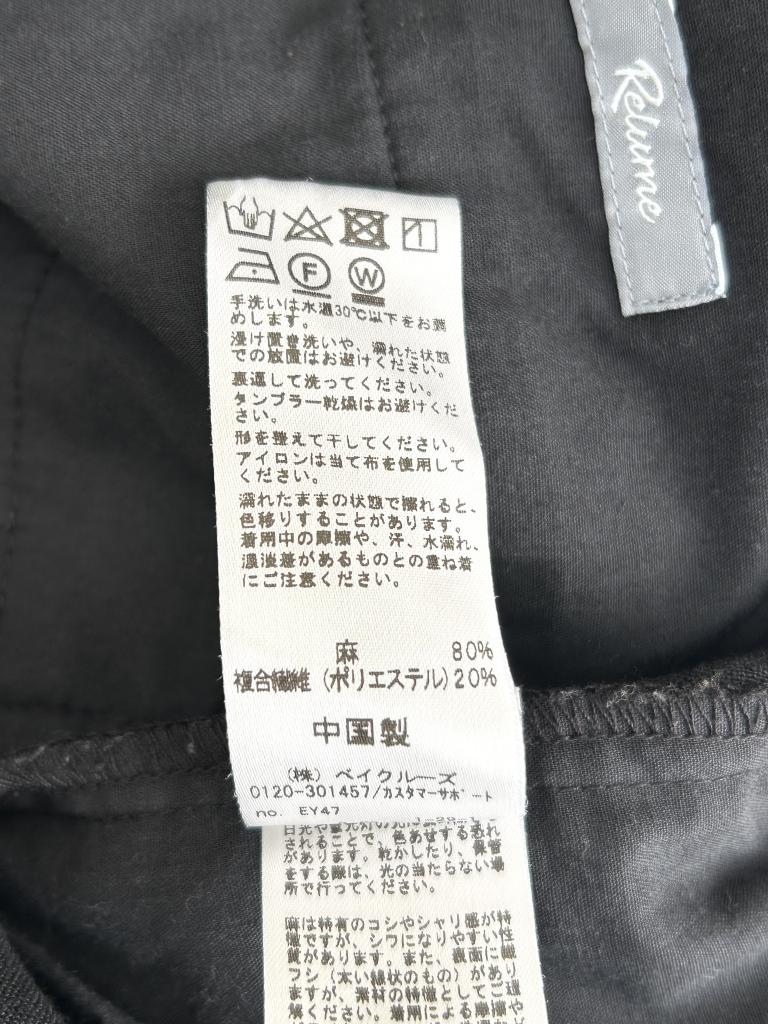 Relume
F W
手洗いは水温30℃以下をお薦
めします。
浸け置き洗いや、濡れた状態
での放置はお避けください。
裏返して洗ってください。
タンブラー乾燥はお避けくだ
さい。
形を整えて干してください。
アイロンは当て布を使用して
ください。
濡れたままの状態で擦れると、
色移りすることがあります。
着用中の摩擦や、汗、水濡れ、
濃淡差があるものとの重ね着
にご注意ください。
麻 80%
複合繊維(ポリエステル)20%
中国製
(株)ベイクルーズ
0120-301457/カスタマーサポート
no. EY47
されることで、色あせする恐れ
があります。乾かしたり、保管
をする際は、光の当たらない場
所で行ってください。
麻は特有のコシやシャリ感が特
徴ですが、シワになりやすい性
質があります。また、表面に繊
フシ(太い線状のもの)があり
ますが、素材の特徴としてご理
解ください。着用による摩擦や